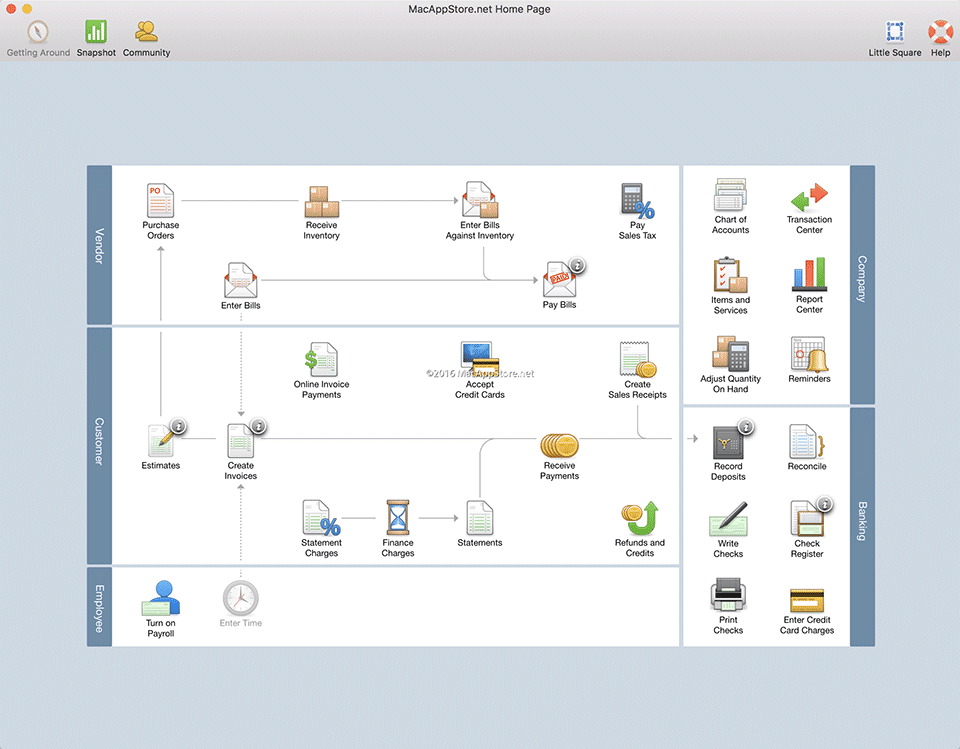 MacAppStore.net Home Page
Getting Around
Snapshot
Community
Little Square
Help
Vendor
PO
Purchase
Orders
Receive
Inventory
Enter Bills
Against Inventory
%
Pay
Sales Tax
Enter Bills
PAID
i
Pay Bills
Customer
$
Online Invoice
Payments
©2016 MacAppStore.net
Accept
Credit Cards
Create
Sales Receipts
i
Estimates
i
Create
Invoices
Receive
Payments
%
Statement
Charges
Finance
Charges
Statements
Refunds and
Credits
Employee
Turn on
Payroll
Enter Time
Company
Chart of
Accounts
Transaction
Center
Items and
Services
Report
Center
Adjust Quantity
On Hand
Reminders
Banking
i
Record
Deposits
Reconcile
Write
Checks
i
Check
Register
Print
Checks
Enter Credit
Card Charges